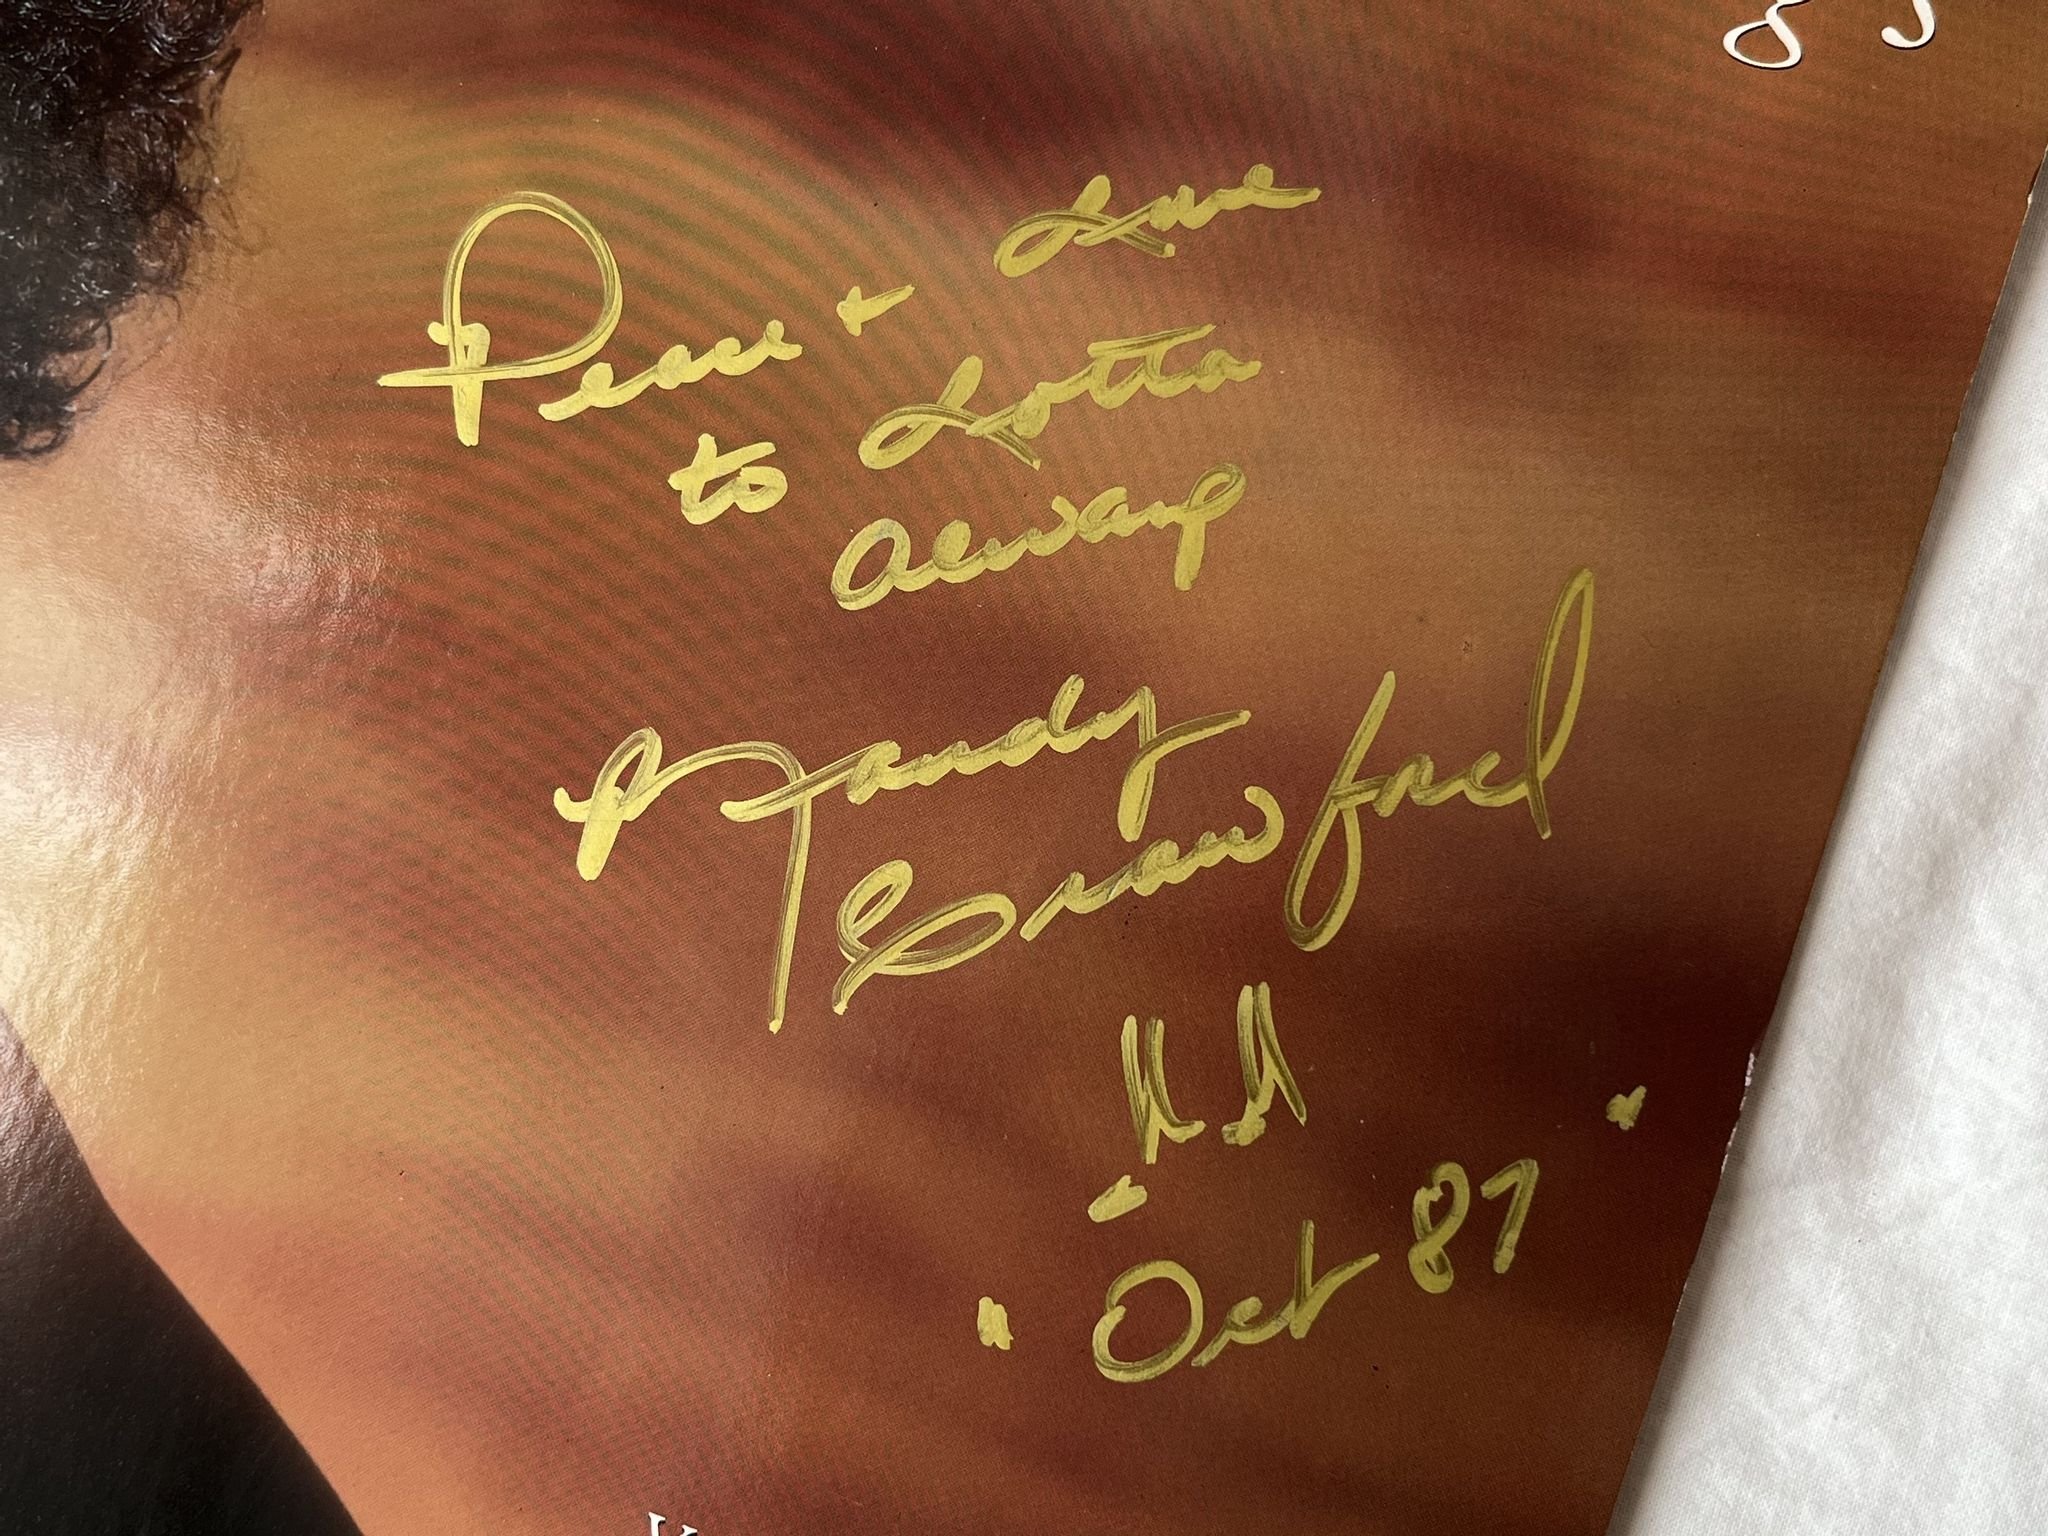 Peace + Love
to Lotta
Always
Randy
Crawford
Oct 87